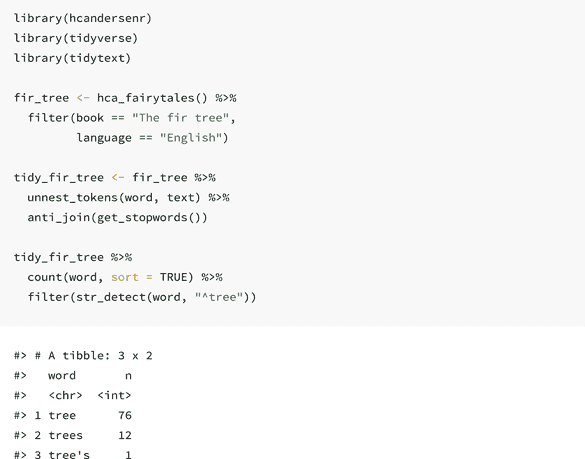 library(hcandersenr)
library(tidyverse)
library(tidytext)
fir_tree <- hca_fairytales() %>%
  filter(book == "The fir tree",
         language == "English")
tidy_fir_tree <- fir_tree %>%
  unnest_tokens(word, text) %>%
  anti_join(get_stopwords())
tidy_fir_tree %>%
  count(word, sort = TRUE) %>%
  filter(str_detect(word, "^tree"))
#> # A tibble: 3 x 2
#>   word       n
#>   <chr>  <int>
#> 1 tree      76
#> 2 trees     12
#> 3 tree's     1